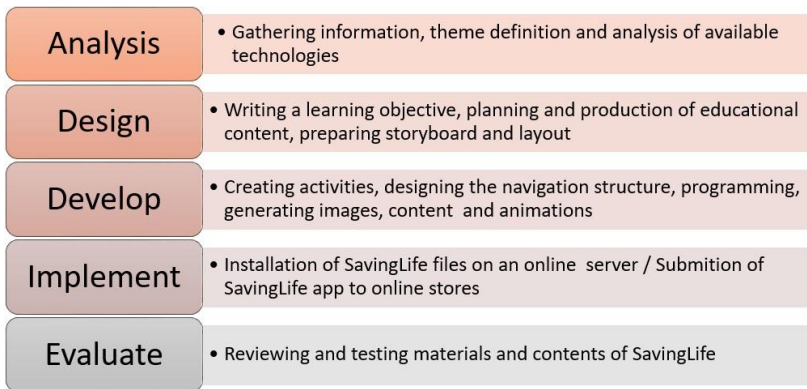 Analysis
• Gathering information, theme definition and analysis of available
technologies
Design
• Writing a learning objective, planning and production of educational
content, preparing storyboard and layout
Develop
• Creating activities, designing the navigation structure, programming,
generating images, content and animations
Implement
• Installation of SavingLife files on an online server / Submition of
SavingLife app to online stores
Evaluate
• Reviewing and testing materials and contents of SavingLife